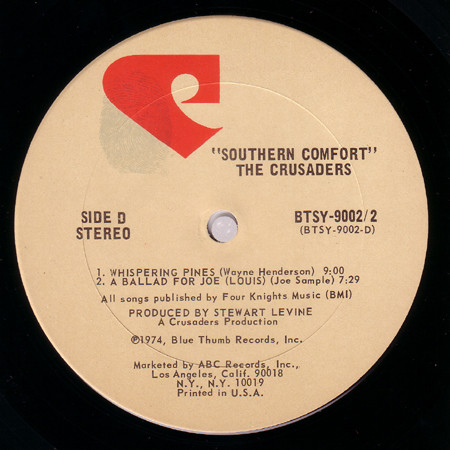 "SOUTHERN COMFORT"
THE CRUSADERS
SIDE D
STEREO
BTSY-9002/2
(BTSY-9002-D)
1. WHISPERING PINES (Wayne Henderson) 9:00
2. A BALLAD FOR JOE (LOUIS) (Joe Sample) 7:29
All songs published by Four Knights Music (BMI)
PRODUCED BY STEWART LEVINE
A Crusaders Production
℗1974, Blue Thumb Records, Inc.
Marketed by ABC Records, Inc.,
Los Angeles, Calif. 90018
N.Y., N.Y. 10019
Printed in U.S.A.